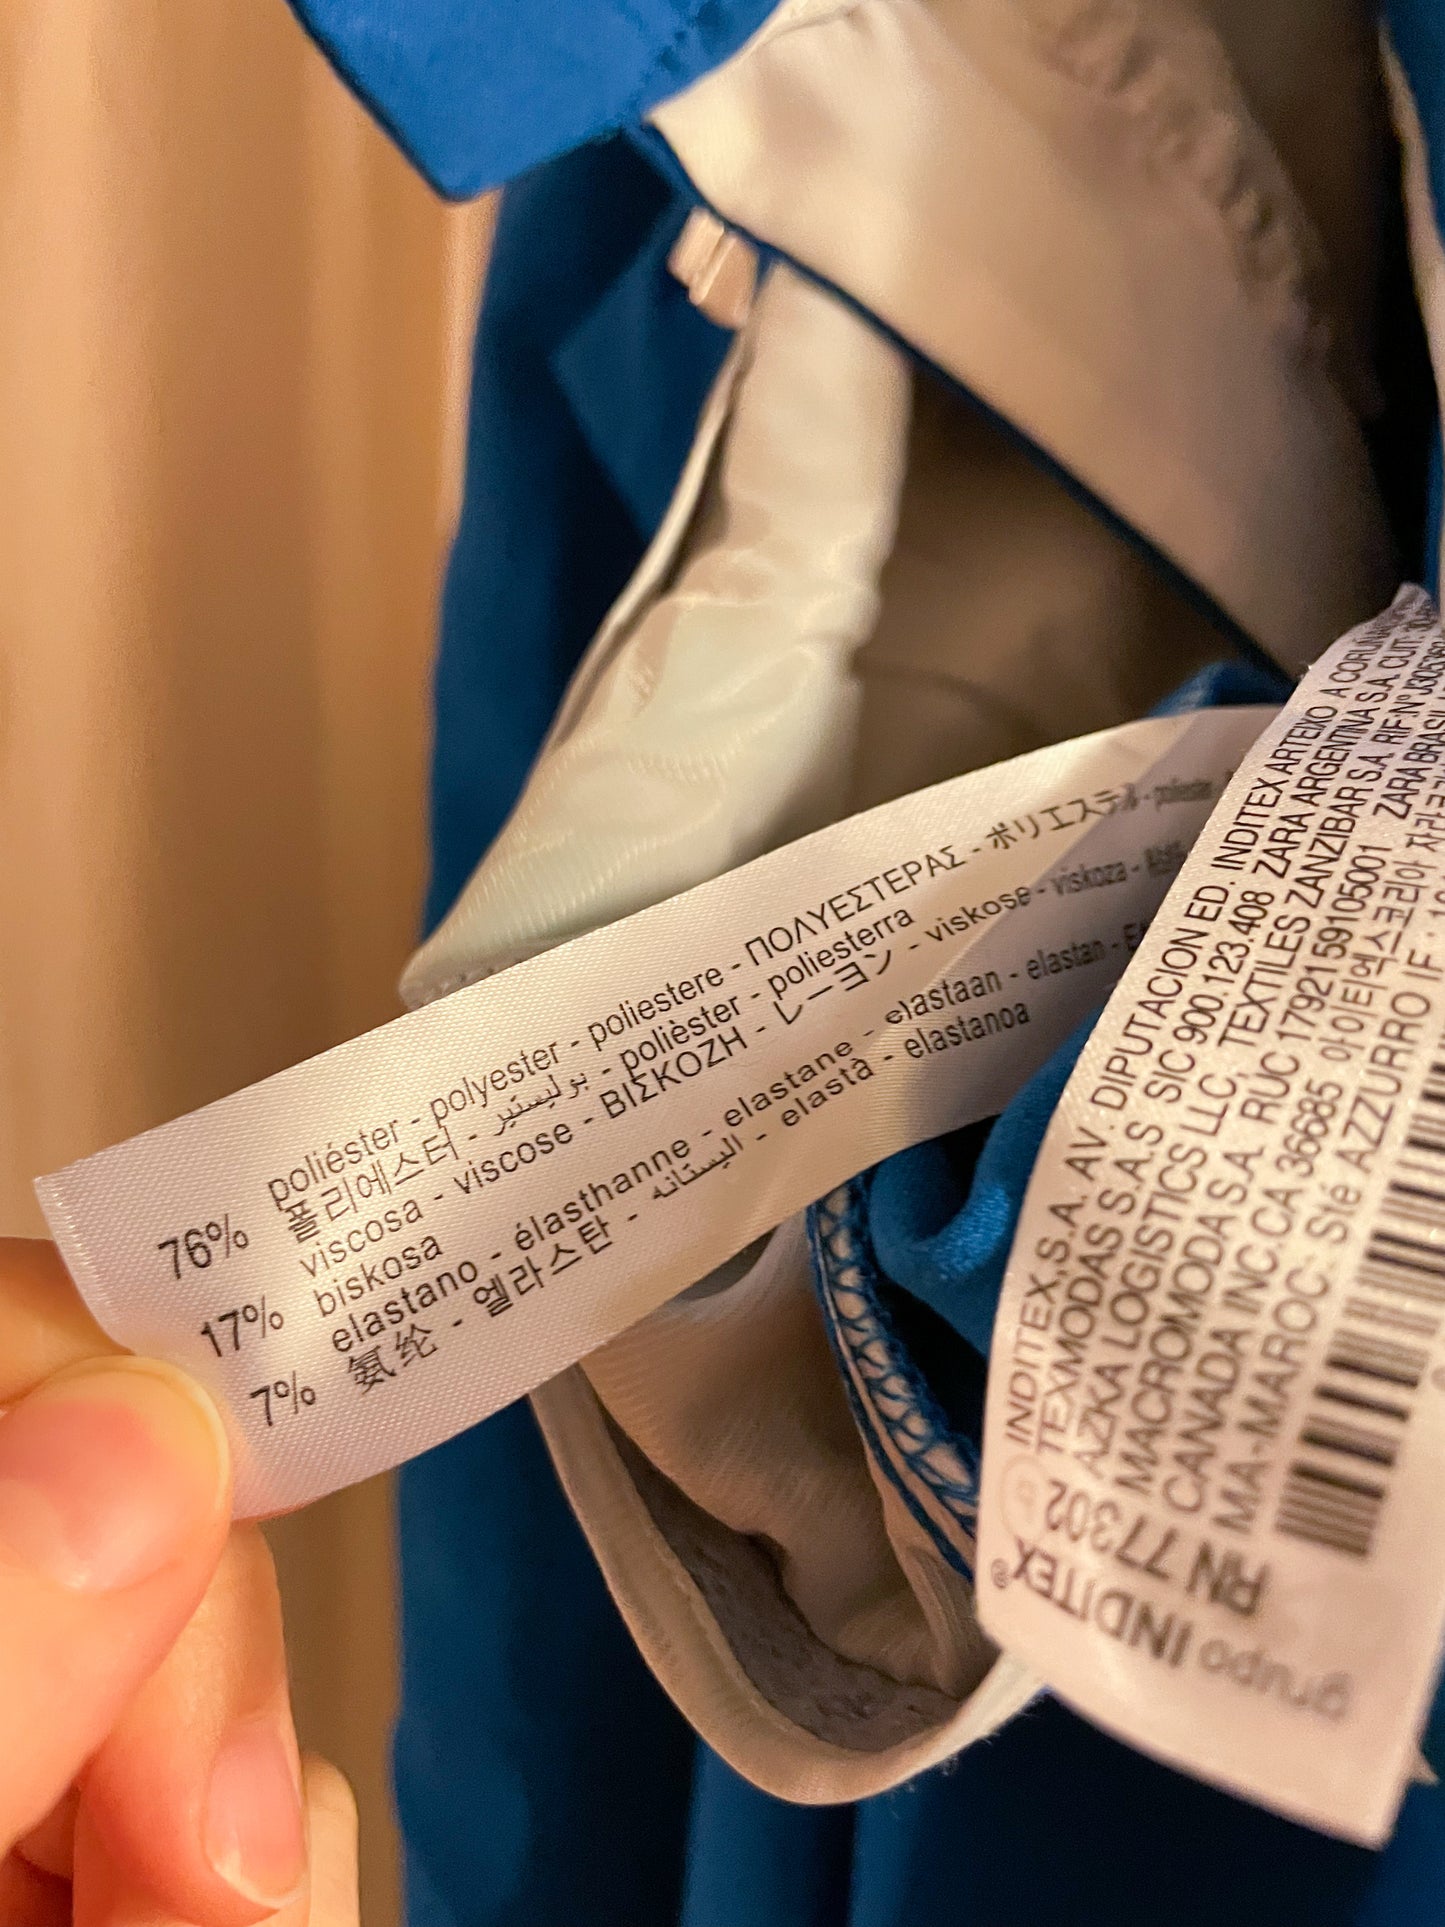 76% poliéster - polyester - poliestere - ΠΟΛΥΕΣΤΕΡΑΣ - ポリエステル - poliester
폴리에스터 - بوليستير - polièster - poliesterra
17% viscosa - viscose - ΒΙΣΚΟΖΗ - レーヨン - viskose - viskoza -
biskosa
7% elastano - élasthanne - elastane - elastaan - elastan -
氨纶 - 엘라스탄 - اليستانه - elastà - elastanoa
INDITEX,S.A. AV. DIPUTACION ED. INDITEX ARTEIXO A CORUÑA
TEXMODAS S.A.S SIC 900.123.408 ZARA ARGENTINA S.A. CUIT:
AZKA LOGISTICS LLC, TEXTILES ZANZIBAR S.A. RIF:Nº
MACROMODA S.A. RUC 1792159105001 ZARA BRASIL
CANADA INC.CA 36685 아이티엑스코리아
MA-MAROC: Sté AZZURRO IF :
RN 77302
grupo INDITEX®